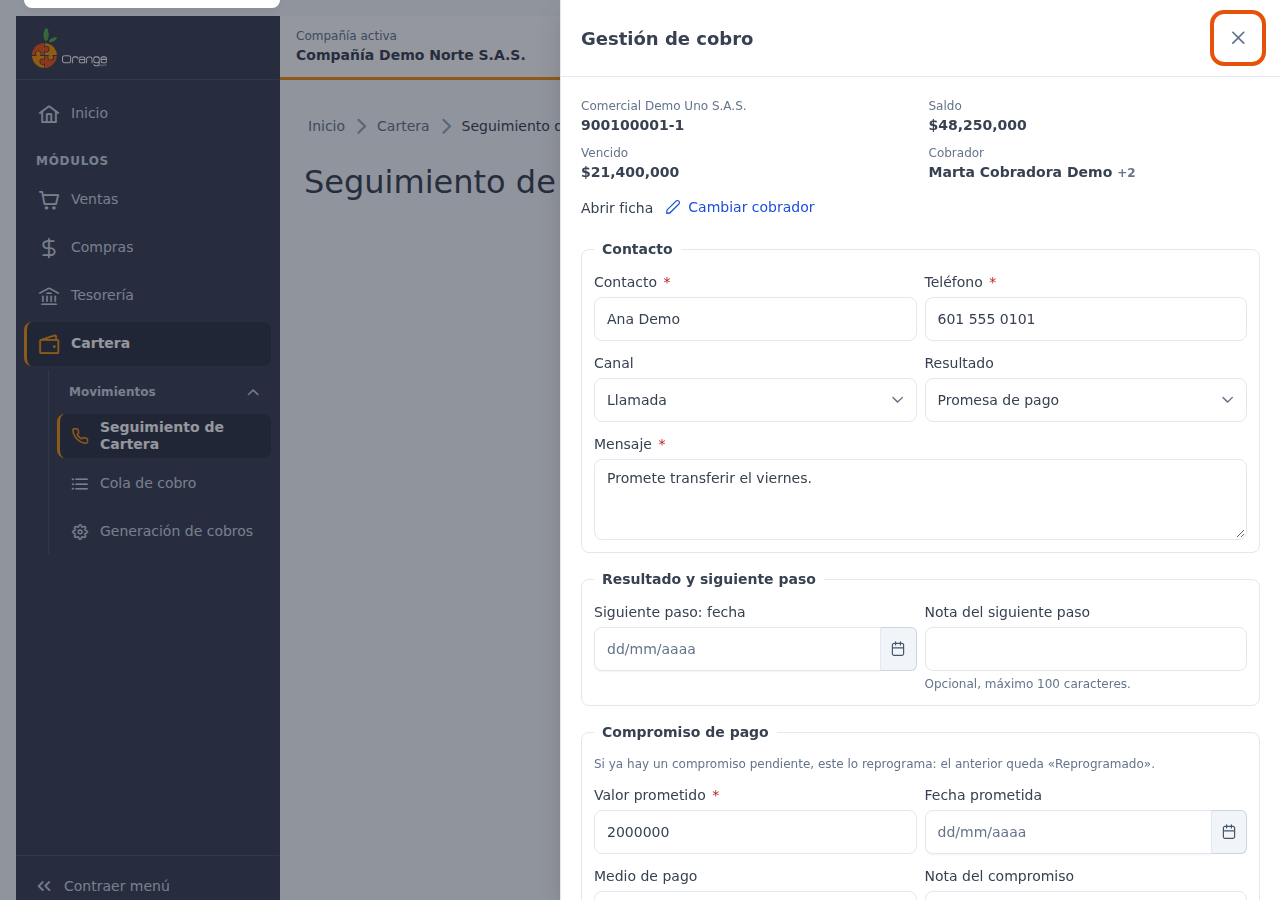 Orange
Inicio
MÓDULOS
Ventas
Compras
Tesorería
Cartera
Movimientos
Seguimiento de
Cartera
Cola de cobro
Generación de cobros
Contraer menú
Compañía activa
Compañía Demo Norte S.A.S.
Inicio Cartera Seguimiento
Seguimiento de
Gestión de cobro
Comercial Demo Uno S.A.S.
900100001-1
Saldo
$48,250,000
Vencido
$21,400,000
Cobrador
Marta Cobradora Demo +2
Abrir ficha Cambiar cobrador
Contacto
Contacto *
Teléfono *
Ana Demo
601 555 0101
Canal
Resultado
Llamada
Promesa de pago
Mensaje *
Promete transferir el viernes.
Resultado y siguiente paso
Siguiente paso: fecha
Nota del siguiente paso
dd/mm/aaaa
Opcional, máximo 100 caracteres.
Compromiso de pago
Si ya hay un compromiso pendiente, este lo reprograma: el anterior queda «Reprogramado».
Valor prometido *
Fecha prometida
2000000
dd/mm/aaaa
Medio de pago
Nota del compromiso